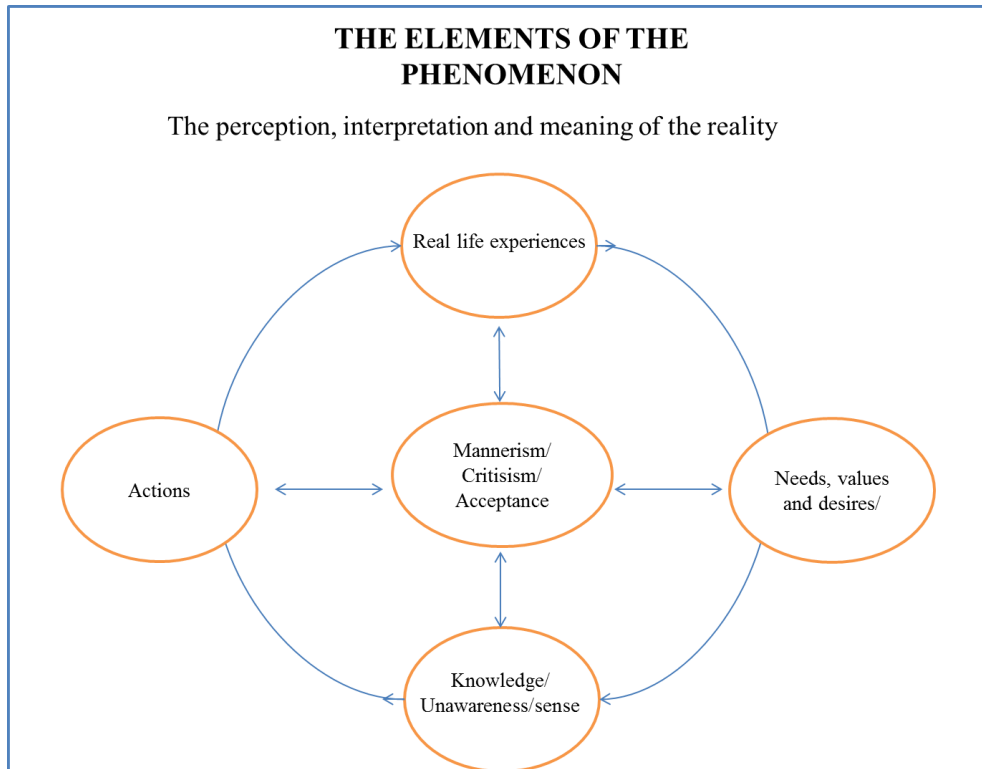 THE ELEMENTS OF THE
PHENOMENON
The perception, interpretation and meaning of the reality
Real life experiences
Actions
Mannerism/
Critisism/
Acceptance
Needs, values
and desires/
Knowledge/
Unawareness/sense